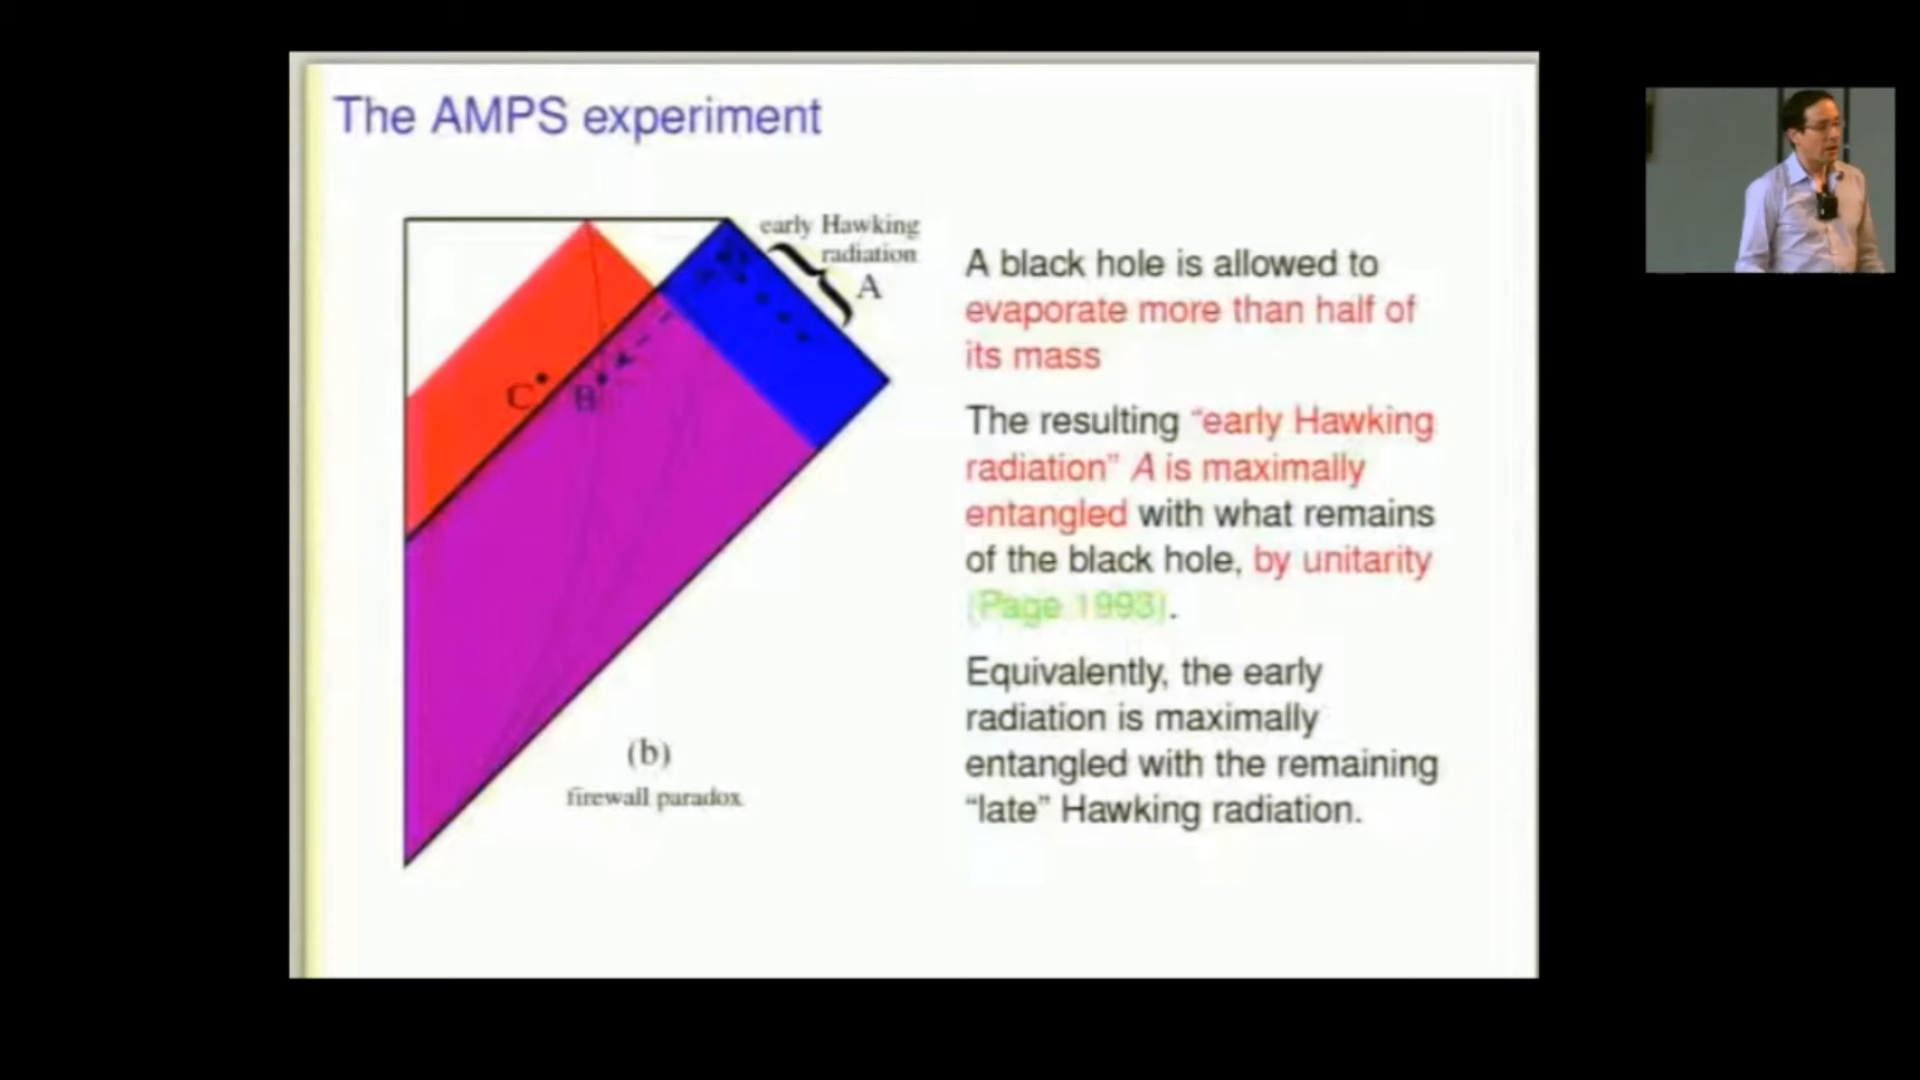 The AMPS experiment
early Hawking
radiation
A
C
B
(b)
firewall paradox
A black hole is allowed to
evaporate more than half of
its mass
The resulting “early Hawking
radiation” A is maximally
entangled with what remains
of the black hole, by unitarity
[Page 1993].
Equivalently, the early
radiation is maximally
entangled with the remaining
“late” Hawking radiation.